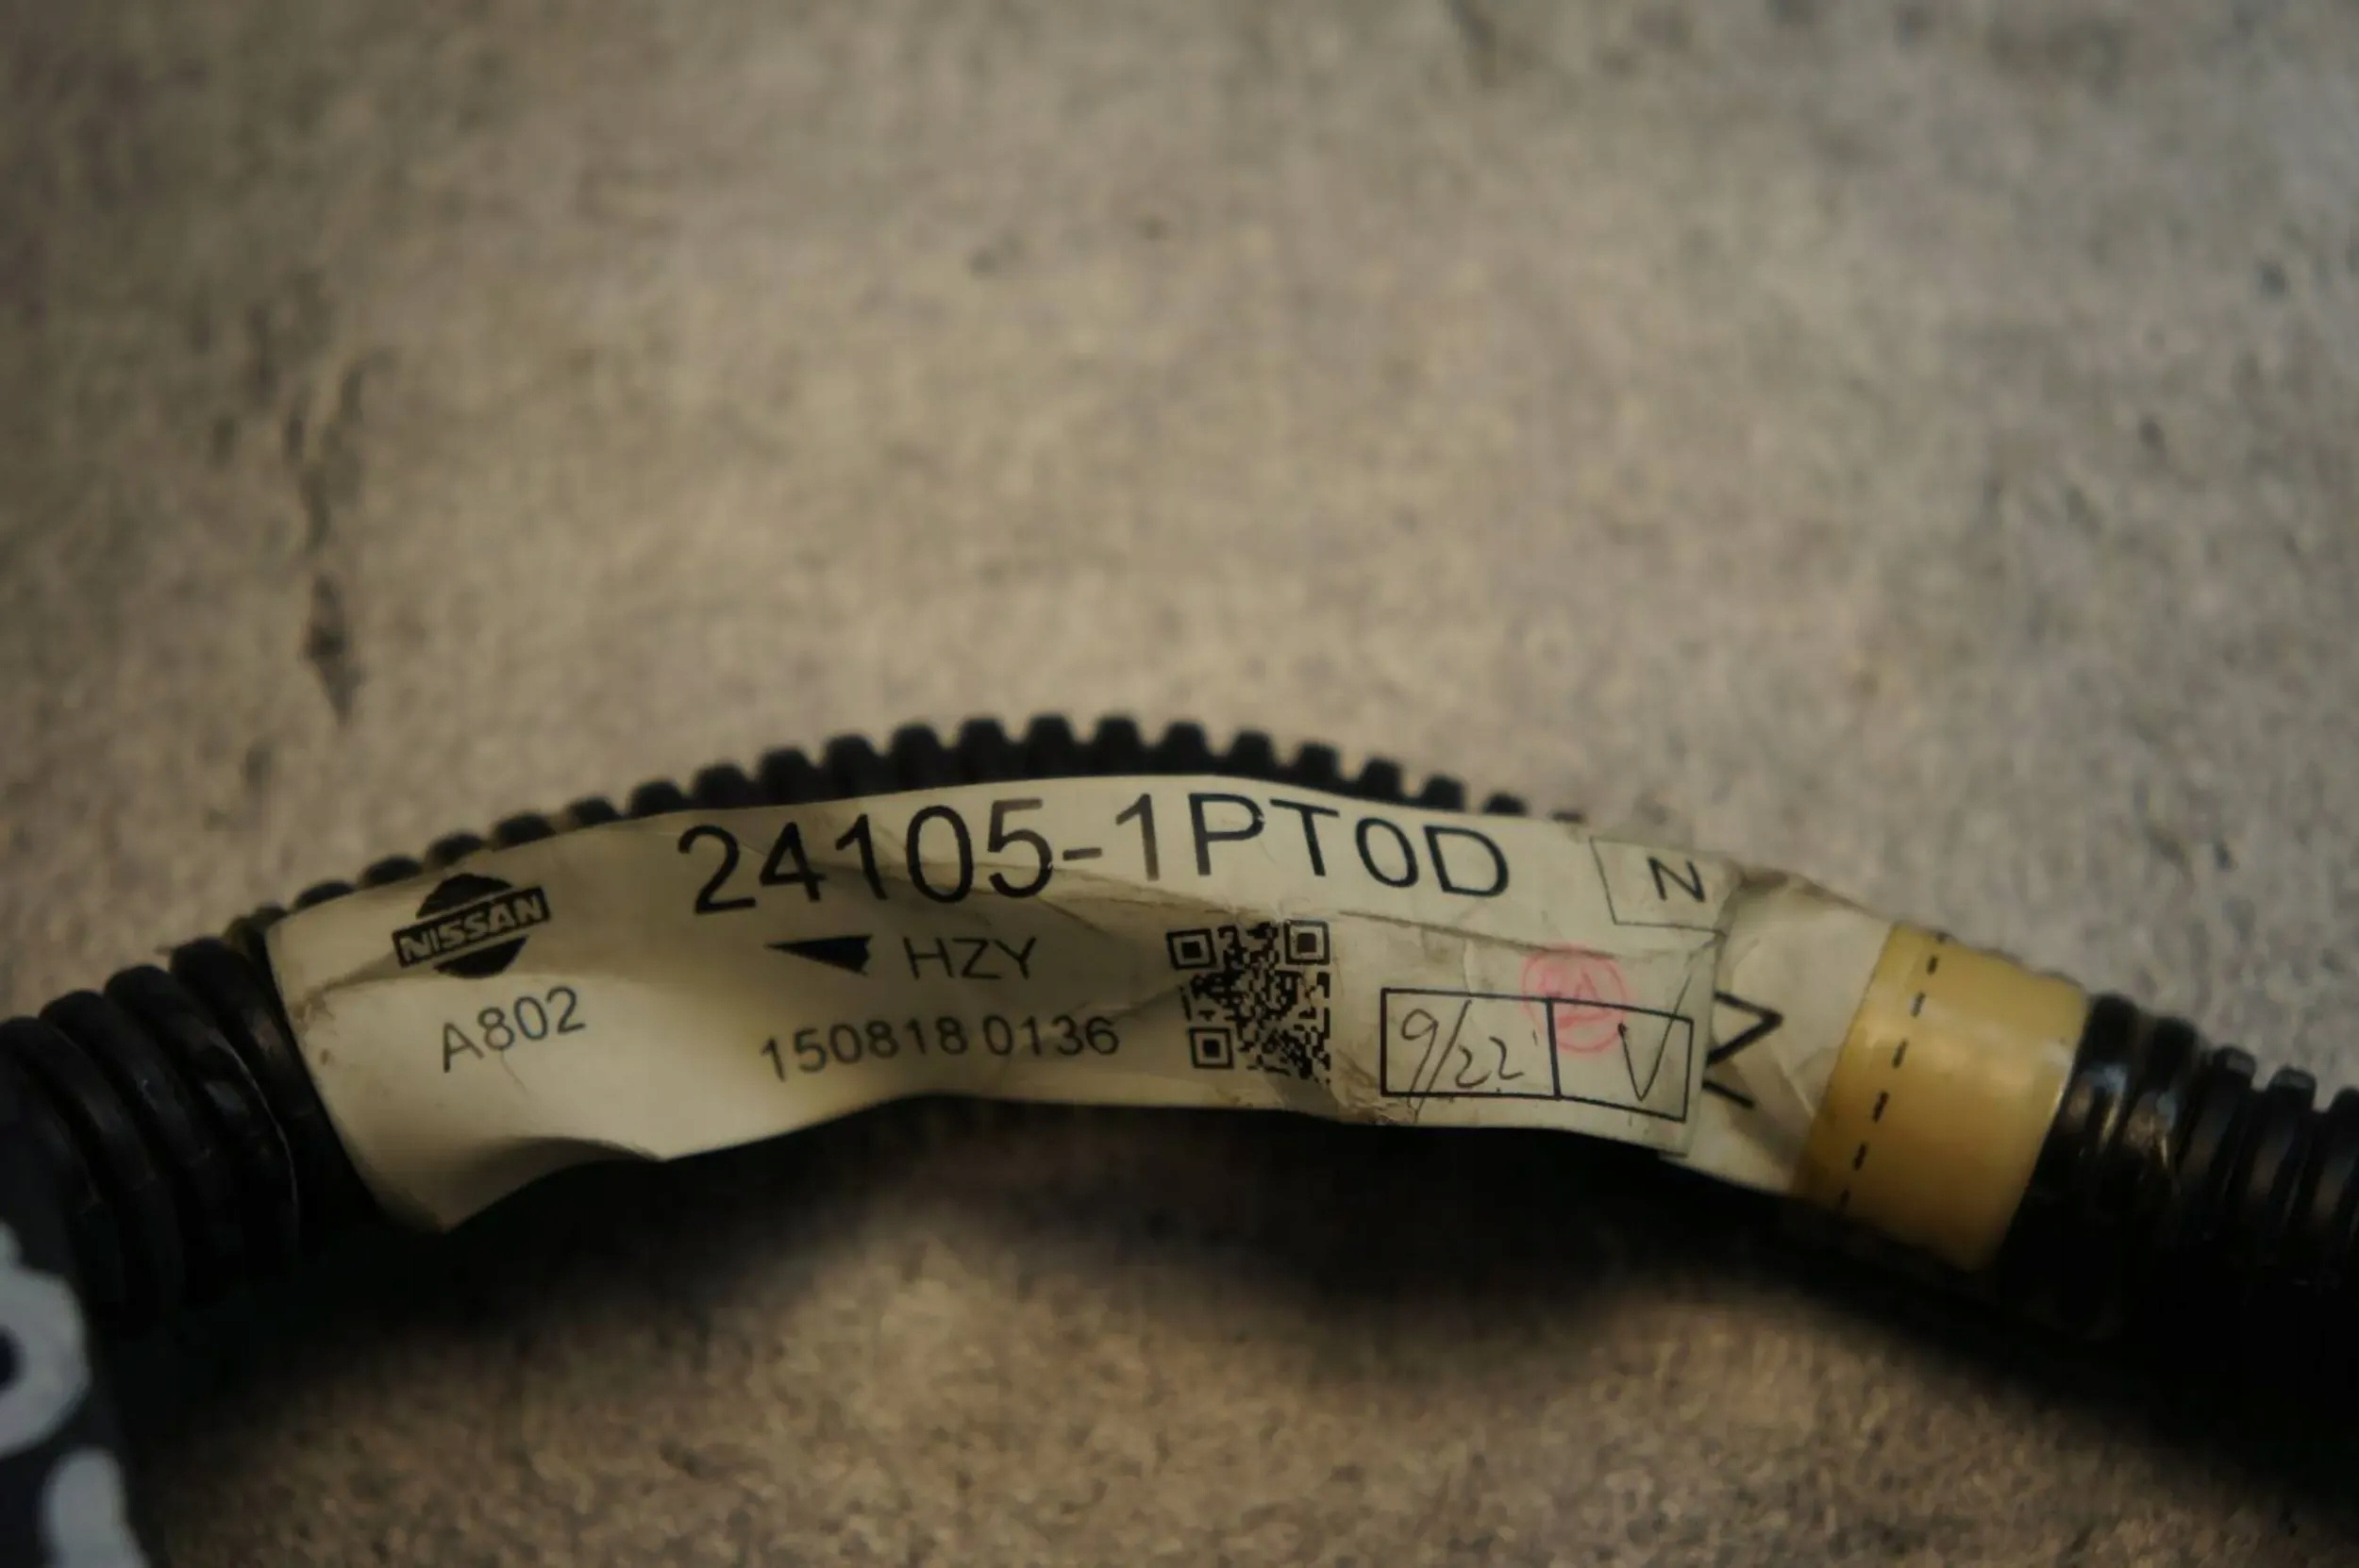 24105-1PT0D
N
NISSAN
HZY
A802
150818 0136
9/22 V